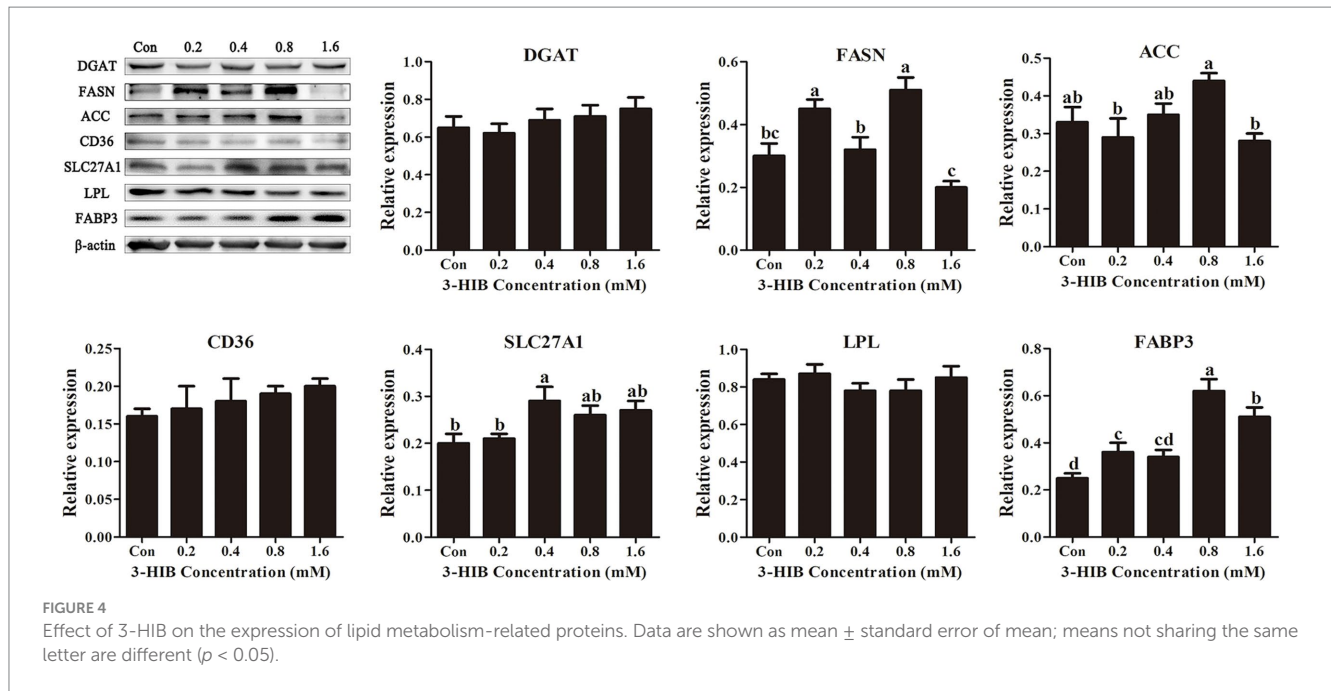 Con 0.2 0.4 0.8 1.6
DGAT
FASN
ACC
CD36
SLC27A1
LPL
FABP3
β-actin
DGAT
Relative expression
1.0
0.8
0.6
0.4
0.2
0.0
Con 0.2 0.4 0.8 1.6
3-HIB Concentration (mM)
FASN
Relative expression
0.6
0.4
0.2
0.0
bc a b a c
Con 0.2 0.4 0.8 1.6
3-HIB Concentration (mM)
ACC
Relative expression
0.5
0.4
0.3
0.2
0.1
0.0
ab b ab a b
Con 0.2 0.4 0.8 1.6
3-HIB Concentration (mM)
CD36
Relative expression
0.25
0.20
0.15
0.10
0.05
0.00
Con 0.2 0.4 0.8 1.6
3-HIB Concentration (mM)
SLC27A1
Relative expression
0.4
0.3
0.2
0.1
0.0
b b a ab ab
Con 0.2 0.4 0.8 1.6
3-HIB Concentration (mM)
LPL
Relative expression
1.0
0.8
0.6
0.4
0.2
0.0
Con 0.2 0.4 0.8 1.6
3-HIB Concentration (mM)
FABP3
Relative expression
0.8
0.6
0.4
0.2
0.0
d c cd a b
Con 0.2 0.4 0.8 1.6
3-HIB Concentration (mM)
FIGURE 4
Effect of 3-HIB on the expression of lipid metabolism-related proteins. Data are shown as mean ± standard error of mean; means not sharing the same
letter are different (p < 0.05).